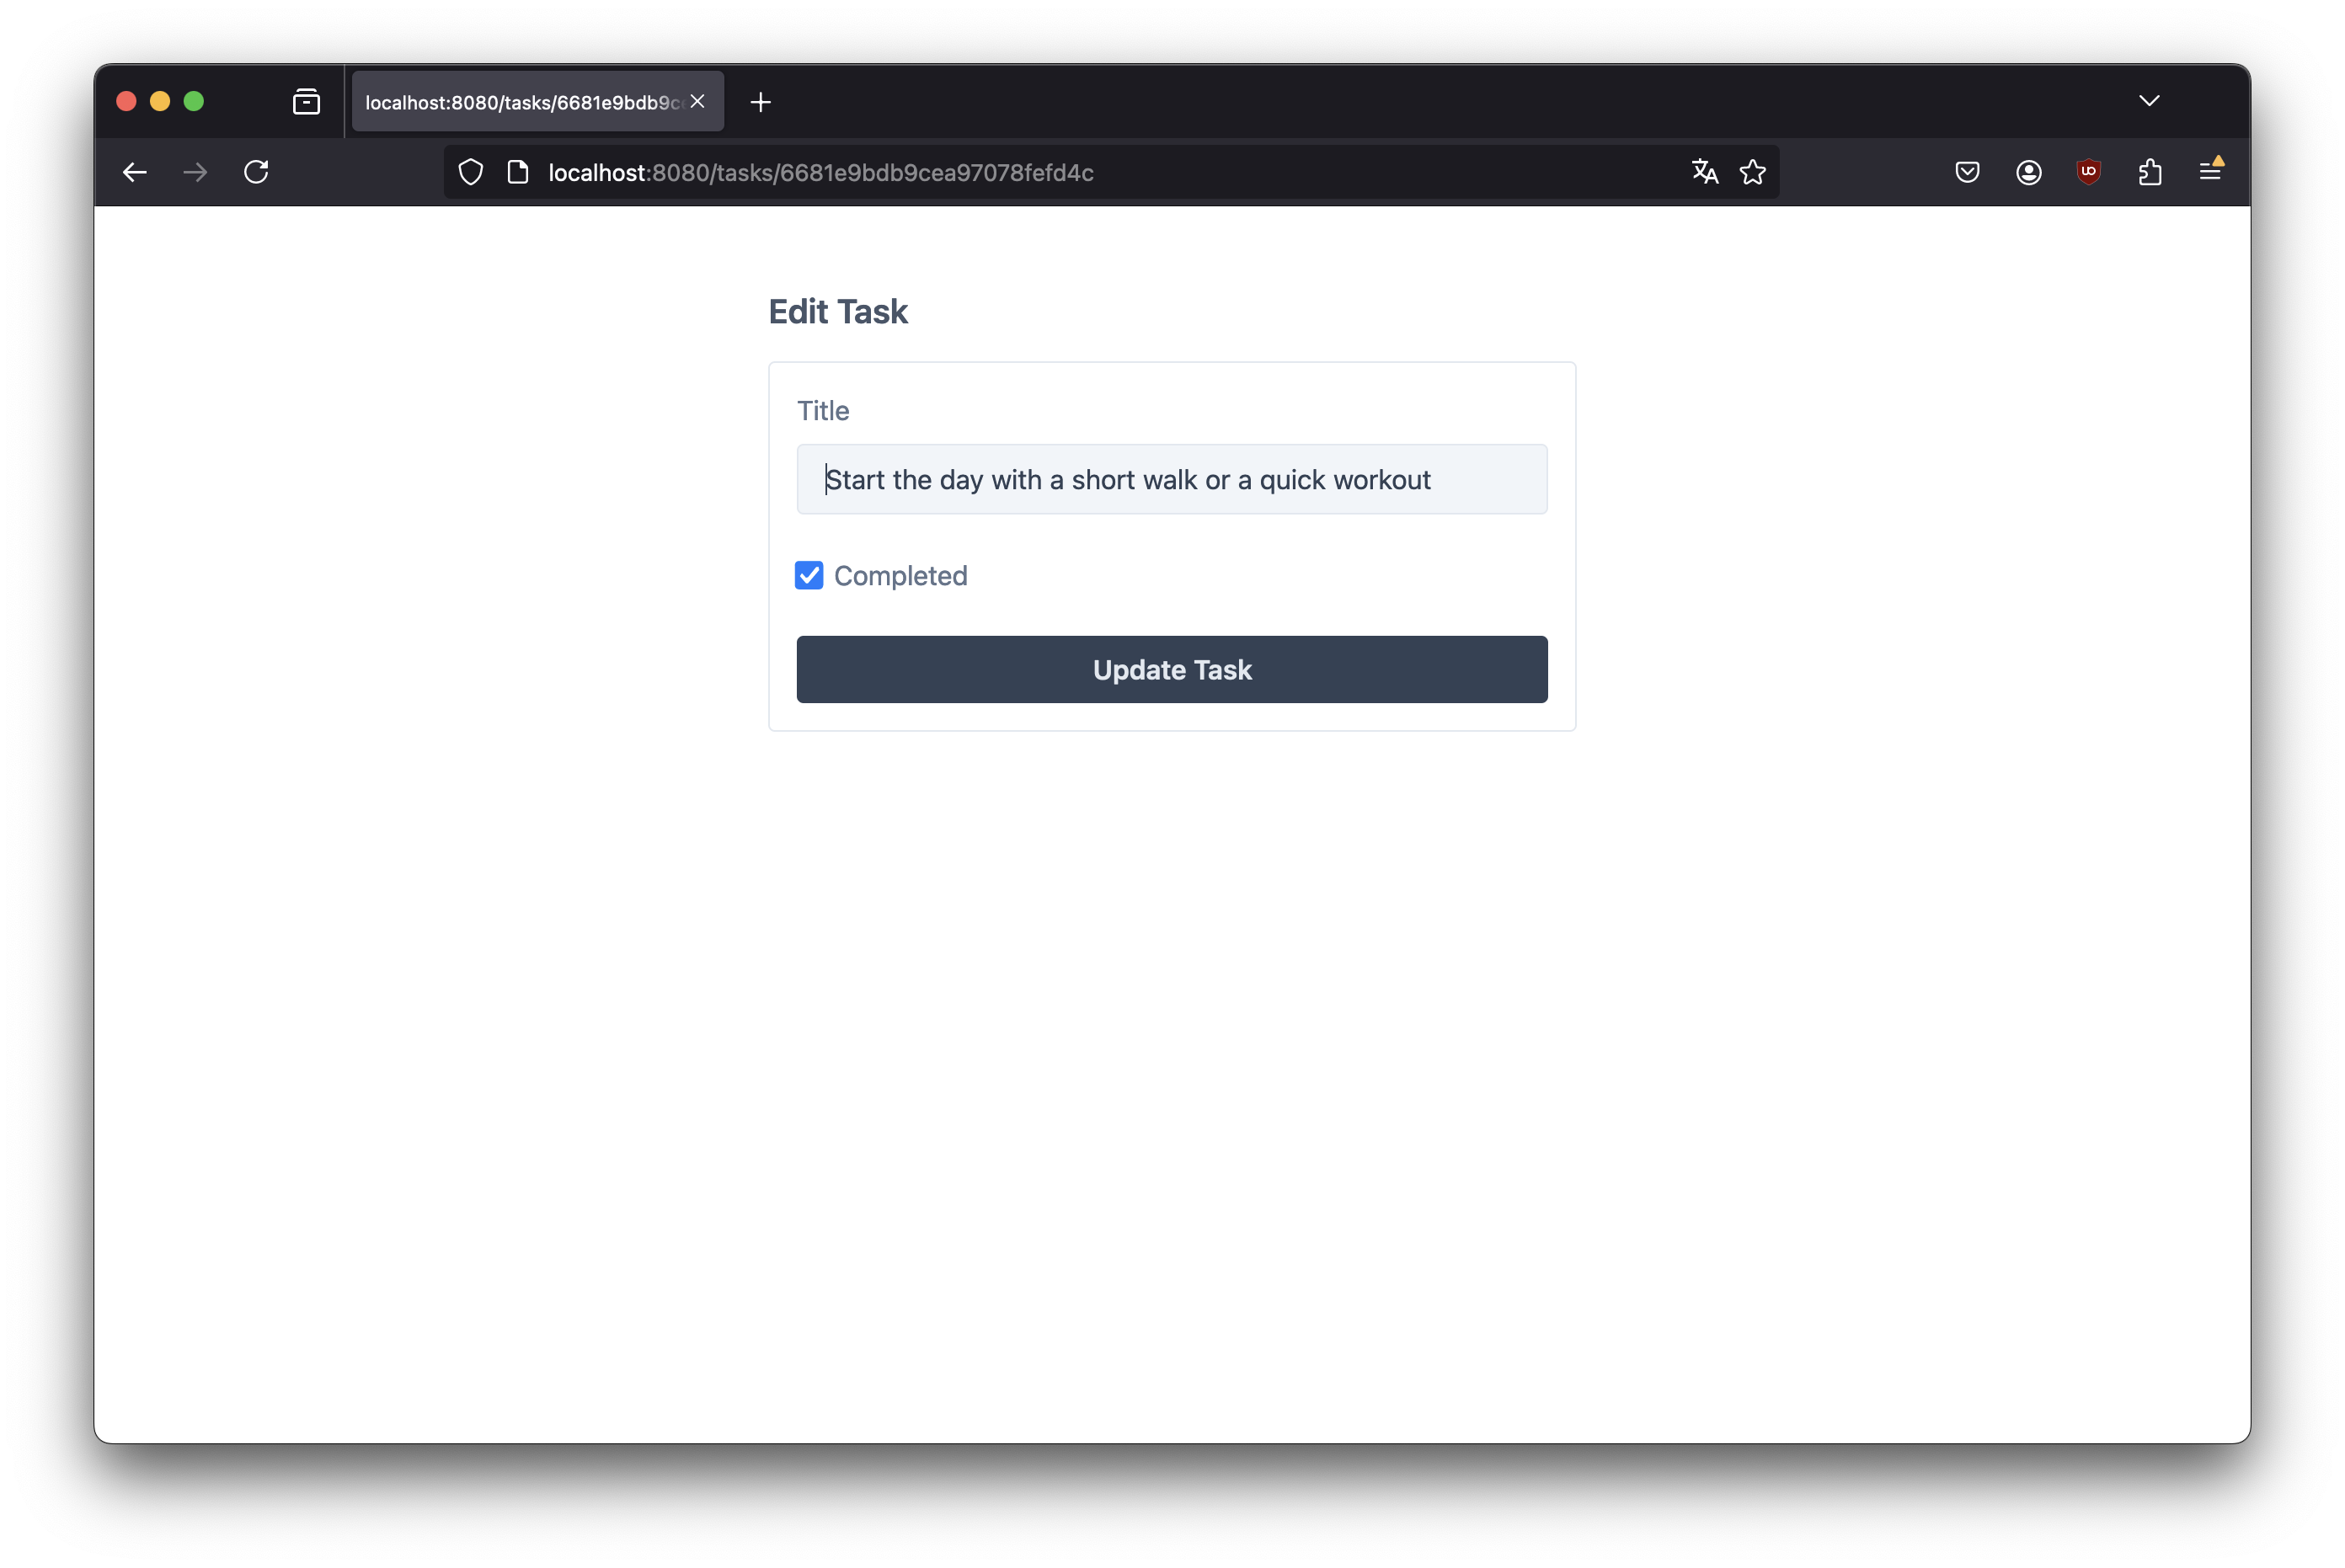 localhost:8080/tasks/6681e9bdb9c
localhost:8080/tasks/6681e9bdb9cea97078fefd4c
Edit Task
Title
Start the day with a short walk or a quick workout
Completed
Update Task